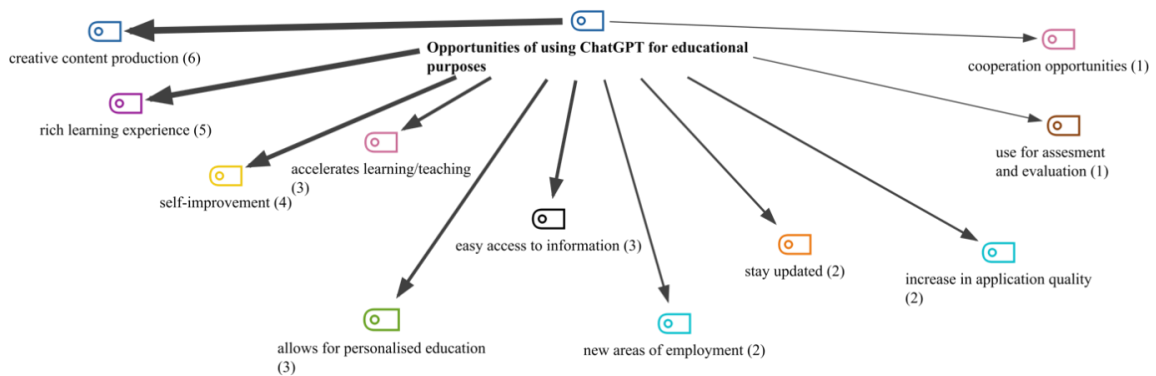 Opportunities of using ChatGPT for educational
purposes
creative content production (6)
cooperation opportunities (1)
rich learning experience (5)
use for assesment
and evaluation (1)
accelerates learning/teaching
(3)
self-improvement (4)
easy access to information (3)
stay updated (2)
increase in application quality
(2)
allows for personalised education
(3)
new areas of employment (2)